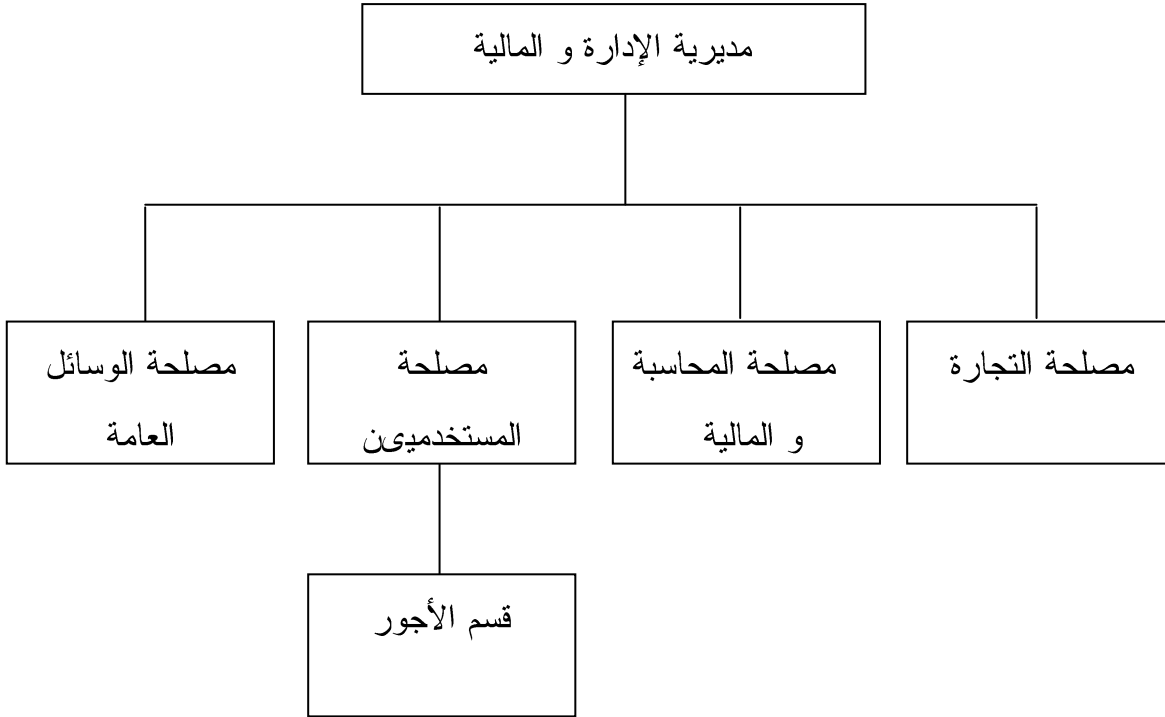 مديرية الإدارة و المالية
مصلحة التجارة
مصلحة المحاسبة
و المالية
مصلحة
المستخدميىن
مصلحة الوسائل
العامة
قسم الأجور